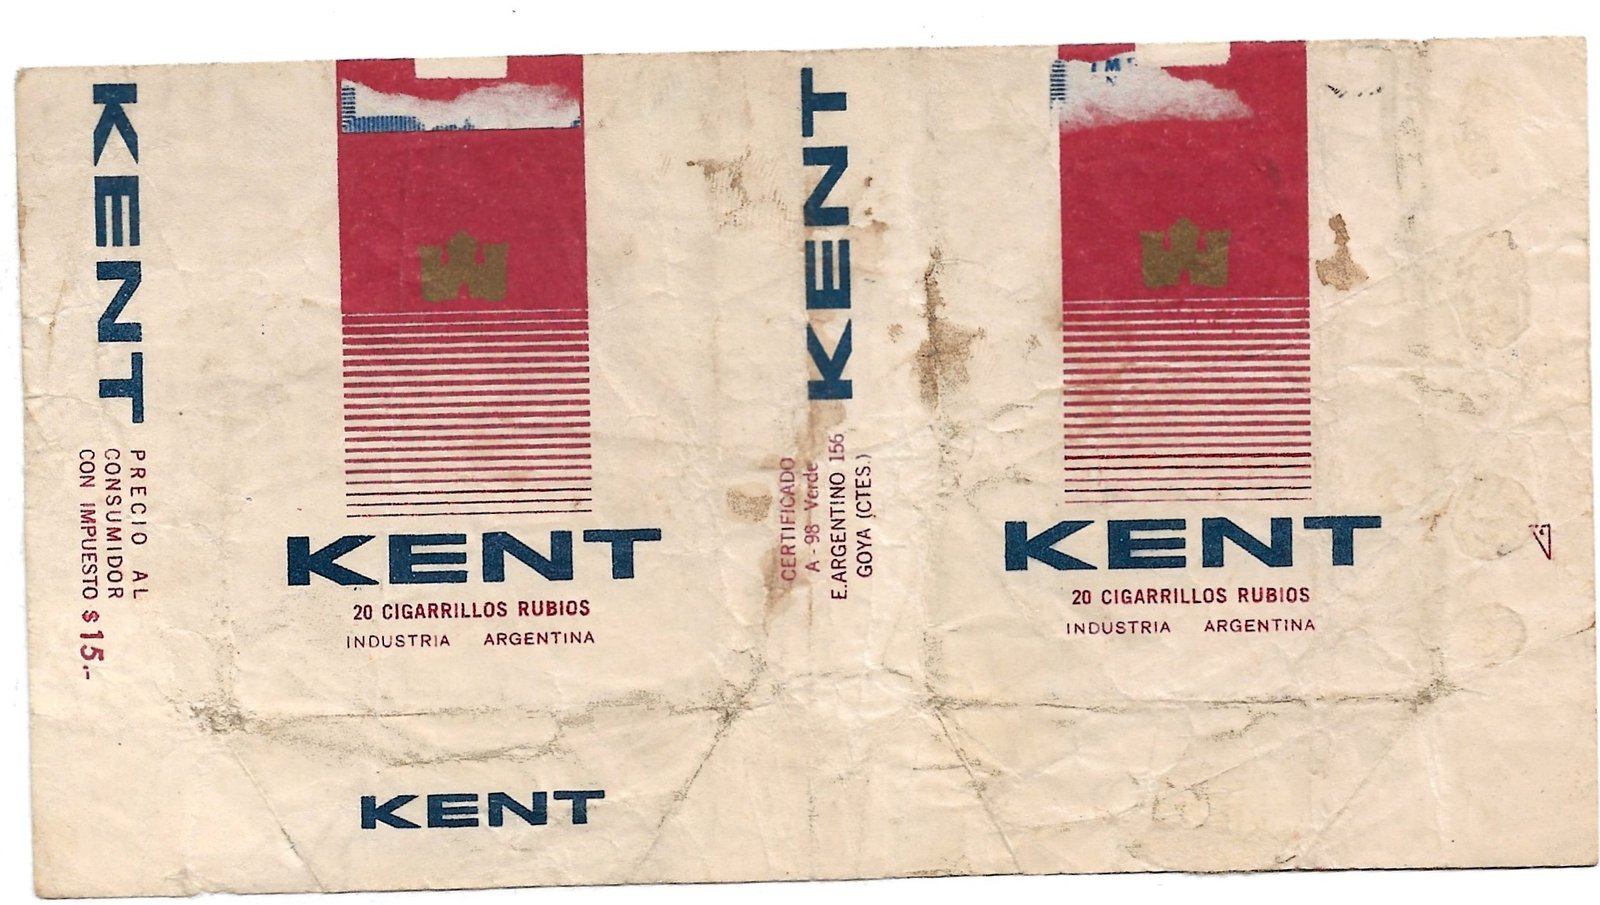 KENT
PRECIO AL
CONSUMIDOR
CON IMPUESTO $ 15.-
KENT
20 CIGARRILLOS RUBIOS
INDUSTRIA ARGENTINA
KENT
KENT
CERTIFICADO
A - 98 Verde
E. ARGENTINO 156
GOYA (CTES.)
KENT
20 CIGARRILLOS RUBIOS
INDUSTRIA ARGENTINA